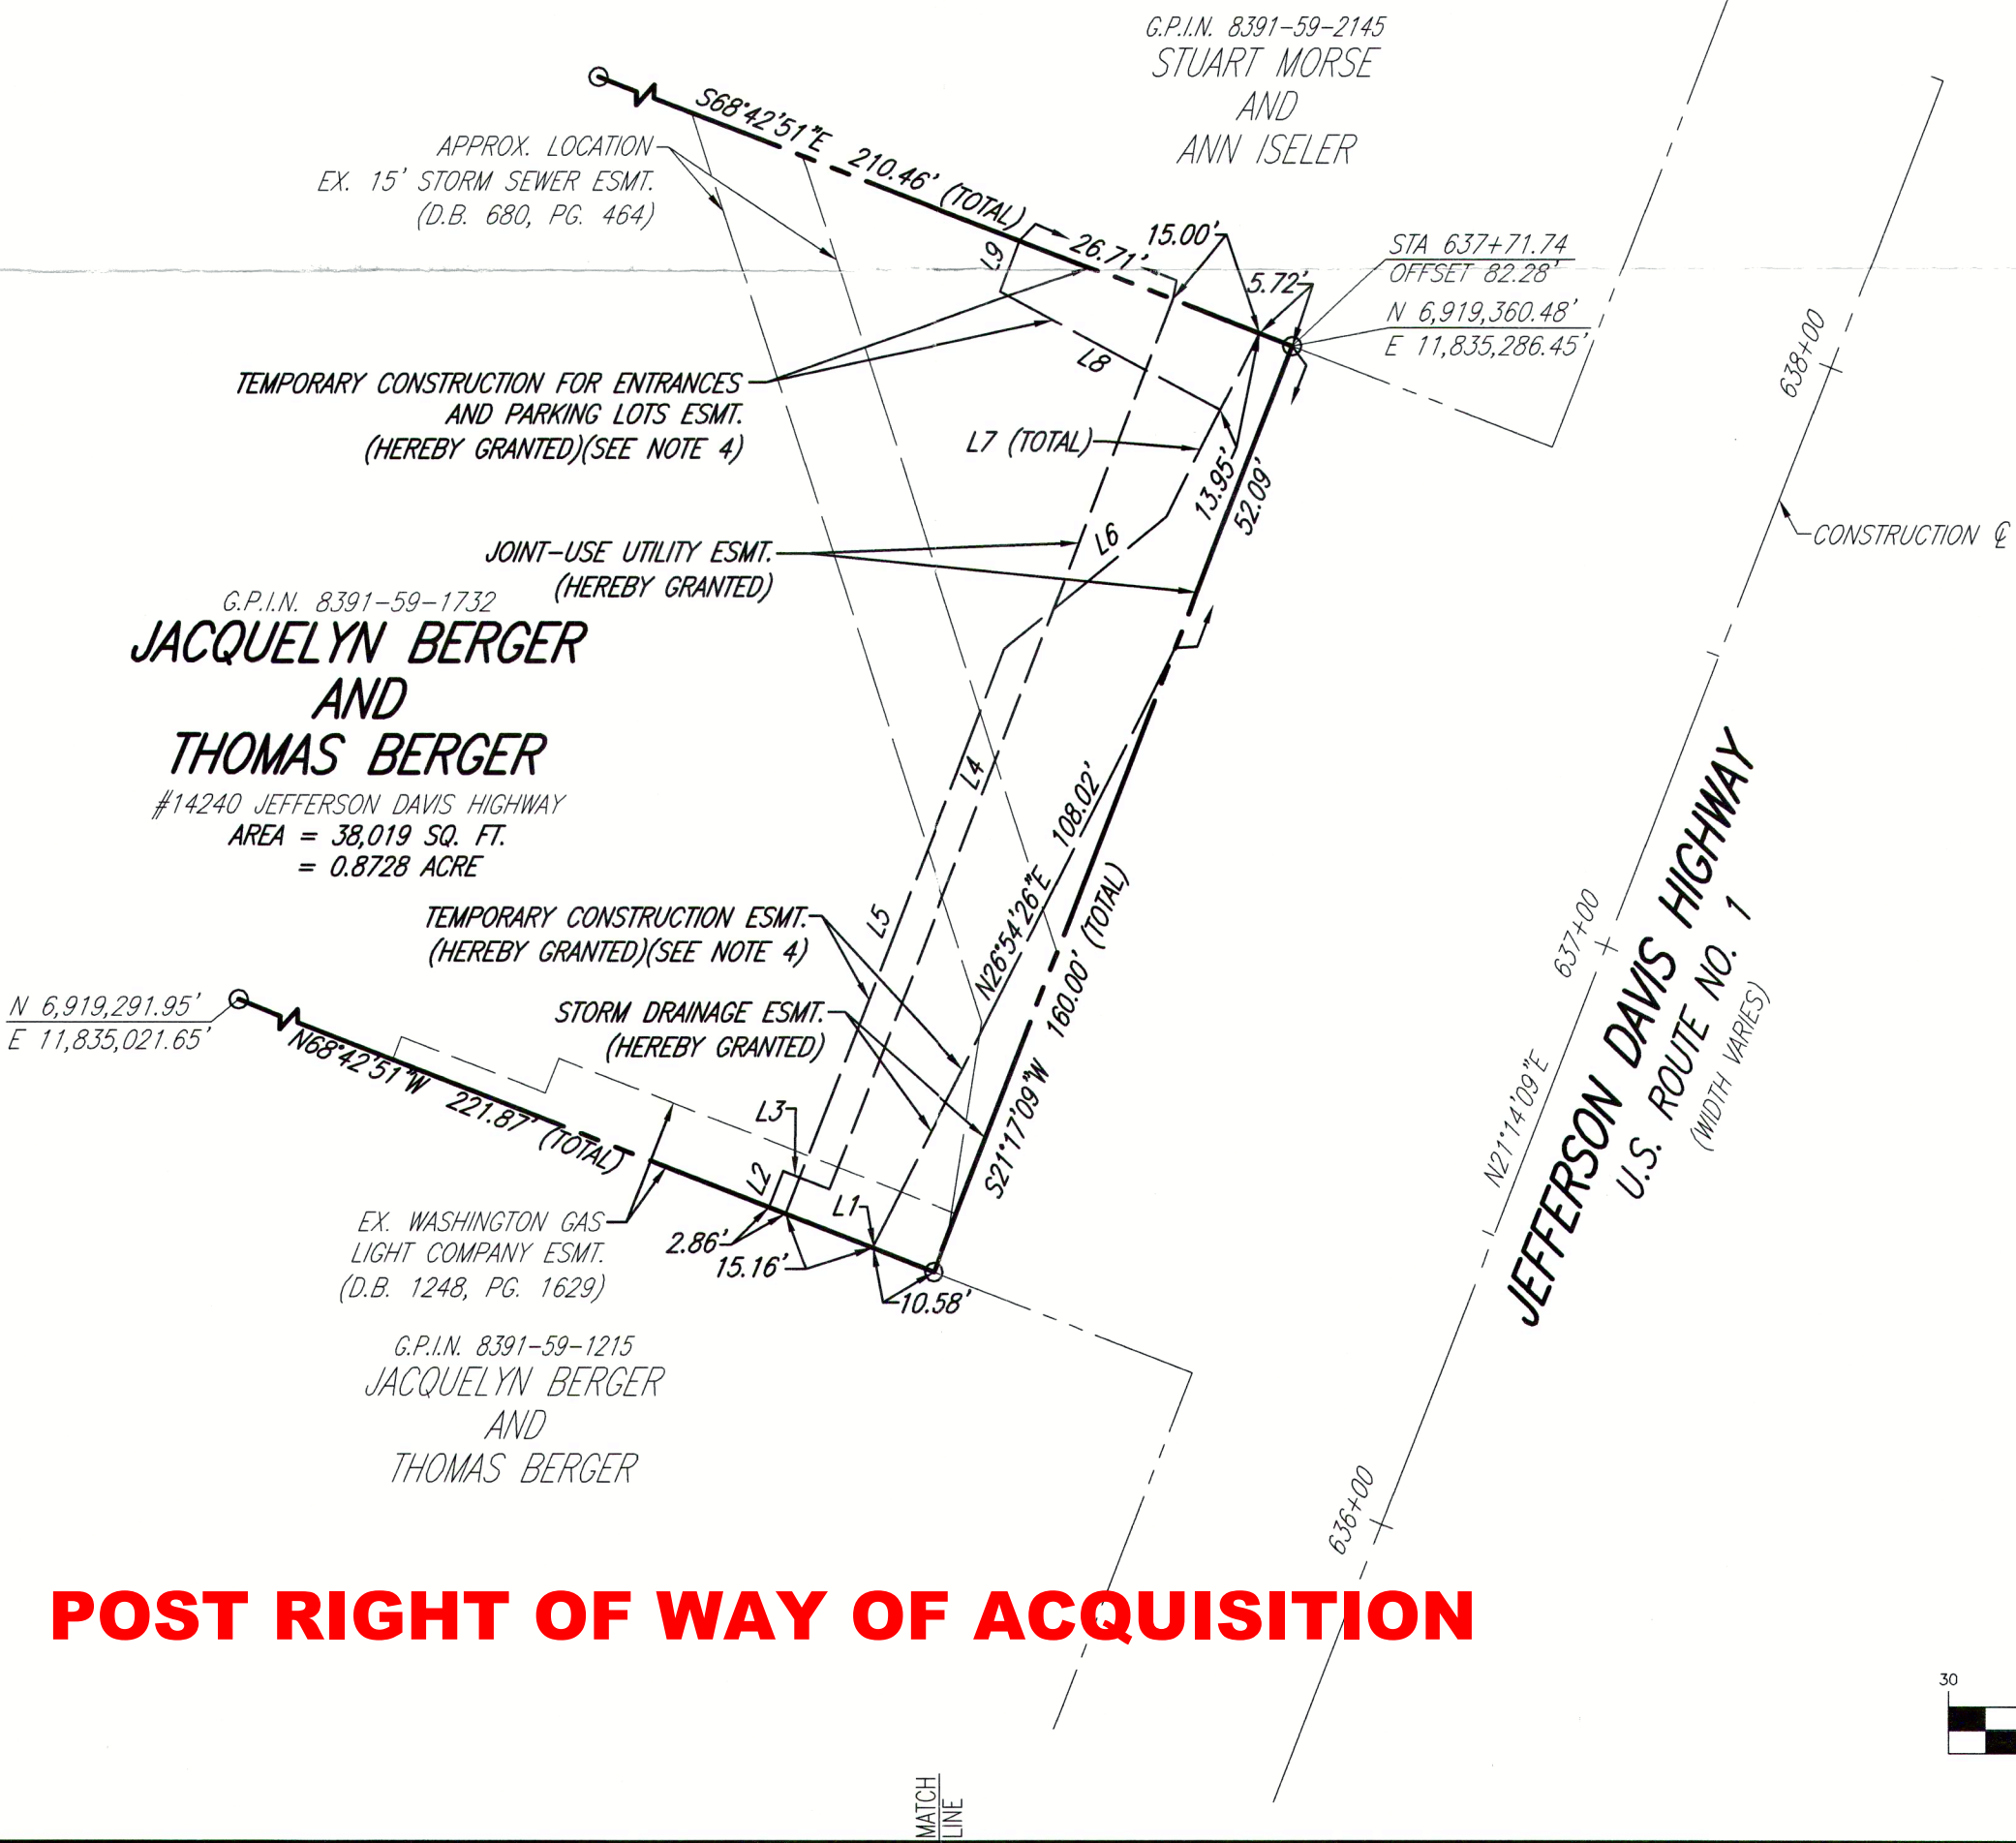 G.P.I.N. 8391-59-2145
STUART MORSE
AND
ANN ISELER
S68°42'51"E 210.46' (TOTAL)
APPROX. LOCATION
EX. 15' STORM SEWER ESMT.
(D.B. 680, PG. 464)
L9
26.71'
15.00'
5.72'
STA 637+71.74
OFFSET 82.28'
N 6,919,360.48'
E 11,835,286.45'
638+00
TEMPORARY CONSTRUCTION FOR ENTRANCES
AND PARKING LOTS ESMT.
(HEREBY GRANTED)(SEE NOTE 4)
L8
L7 (TOTAL)
13.95'
52.09'
L6
CONSTRUCTION ℄
JOINT-USE UTILITY ESMT.
(HEREBY GRANTED)
G.P.I.N. 8391-59-1732
JACQUELYN BERGER
AND
THOMAS BERGER
#14240 JEFFERSON DAVIS HIGHWAY
AREA = 38,019 SQ. FT.
= 0.8728 ACRE
L4
N26°54'26"E 108.02'
S21°17'09"W 160.00' (TOTAL)
L5
TEMPORARY CONSTRUCTION ESMT.
(HEREBY GRANTED)(SEE NOTE 4)
STORM DRAINAGE ESMT.
(HEREBY GRANTED)
637+00
JEFFERSON DAVIS HIGHWAY
U.S. ROUTE NO. 1
(WIDTH VARIES)
N21°14'09"E
N 6,919,291.95'
E 11,835,021.65'
N68°42'51"W 221.87' (TOTAL)
L3
L2
L1
2.86'
15.16'
10.58'
EX. WASHINGTON GAS
LIGHT COMPANY ESMT.
(D.B. 1248, PG. 1629)
G.P.I.N. 8391-59-1215
JACQUELYN BERGER
AND
THOMAS BERGER
636+00
POST RIGHT OF WAY OF ACQUISITION
30
MATCH
LINE